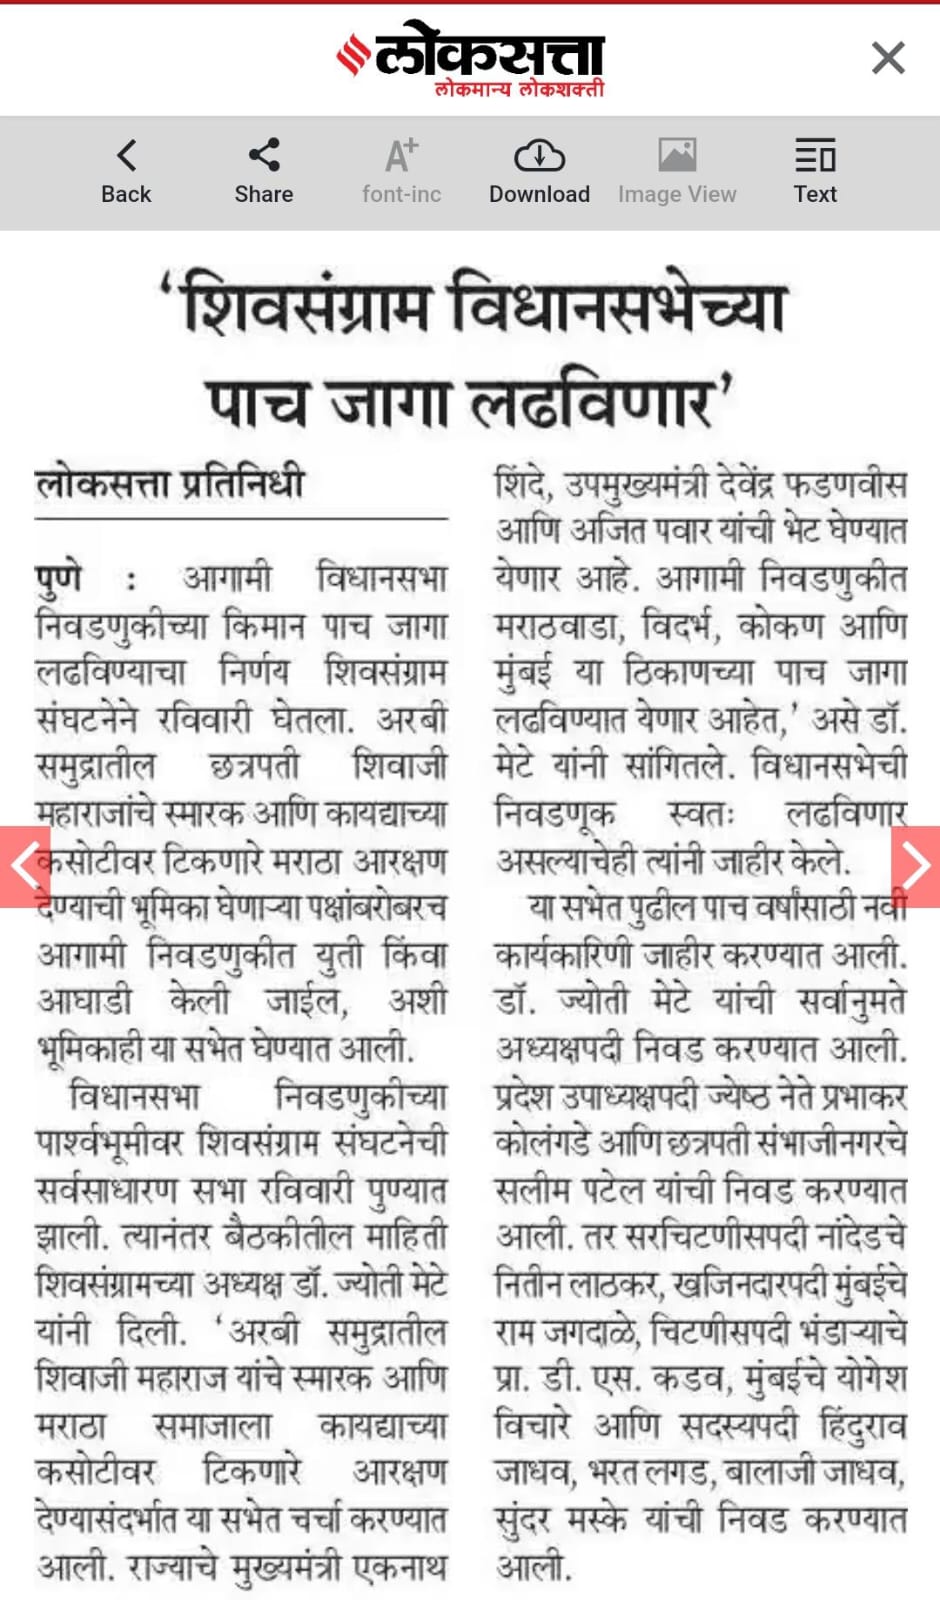 लोकसत्ता
लोकमान्य लोकशक्ती
Back
Share
A+
font-inc
Download
Image View
Text
‘शिवसंग्राम विधानसभेच्या
पाच जागा लढविणार’
लोकसत्ता प्रतिनिधी
पुणे : आगामी विधानसभा
निवडणुकीच्या किमान पाच जागा
लढविण्याचा निर्णय शिवसंग्राम
संघटनेने रविवारी घेतला. अरबी
समुद्रातील छत्रपती शिवाजी
महाराजांचे स्मारक आणि कायद्याच्या
कसोटीवर टिकणारे मराठा आरक्षण
देण्याची भूमिका घेणाऱ्या पक्षांबरोबरच
आगामी निवडणुकीत युती किंवा
आघाडी केली जाईल, अशी
भूमिकाही या सभेत घेण्यात आली.
विधानसभा निवडणुकीच्या
पार्श्वभूमीवर शिवसंग्राम संघटनेची
सर्वसाधारण सभा रविवारी पुण्यात
झाली. त्यानंतर बैठकीतील माहिती
शिवसंग्रामच्या अध्यक्ष डॉ. ज्योती मेटे
यांनी दिली. ‘अरबी समुद्रातील
शिवाजी महाराज यांचे स्मारक आणि
मराठा समाजाला कायद्याच्या
कसोटीवर टिकणारे आरक्षण
देण्यासंदर्भात या सभेत चर्चा करण्यात
आली. राज्याचे मुख्यमंत्री एकनाथ
शिंदे, उपमुख्यमंत्री देवेंद्र फडणवीस
आणि अजित पवार यांची भेट घेण्यात
येणार आहे. आगामी निवडणुकीत
मराठवाडा, विदर्भ, कोकण आणि
मुंबई या ठिकाणच्या पाच जागा
लढविण्यात येणार आहेत,’ असे डॉ.
मेटे यांनी सांगितले. विधानसभेची
निवडणूक स्वतः लढविणार
असल्याचेही त्यांनी जाहीर केले.
या सभेत पुढील पाच वर्षांसाठी नवी
कार्यकारिणी जाहीर करण्यात आली.
डॉ. ज्योती मेटे यांची सर्वानुमते
अध्यक्षपदी निवड करण्यात आली.
प्रदेश उपाध्यक्षपदी ज्येष्ठ नेते प्रभाकर
कोलंगडे आणि छत्रपती संभाजीनगरचे
सलीम पटेल यांची निवड करण्यात
आली. तर सरचिटणीसपदी नांदेडचे
नितीन लाठकर, खजिनदारपदी मुंबईचे
राम जगदाळे, चिटणीसपदी भंडाऱ्याचे
प्रा. डी. एस. कडव, मुंबईचे योगेश
विचारे आणि सदस्यपदी हिंदुराव
जाधव, भरत लगड, बालाजी जाधव,
सुंदर मस्के यांची निवड करण्यात
आली.